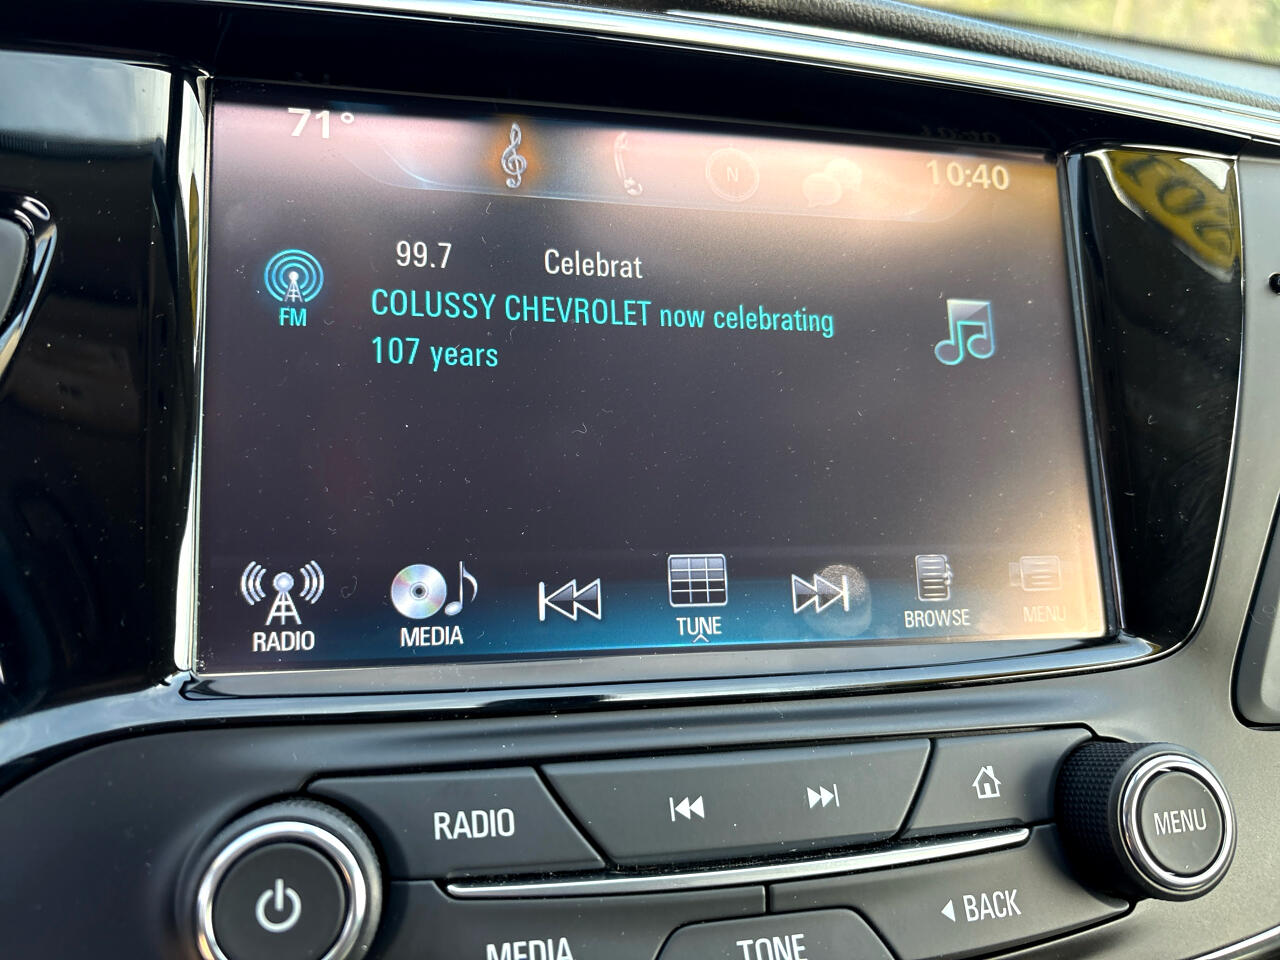 71°
N
10:40
99.7 Celebrat
FM
COLUSSY CHEVROLET now celebrating
107 years
RADIO
MEDIA
TUNE
BROWSE
MENU
RADIO
MENU
BACK
MEDIA
TONE